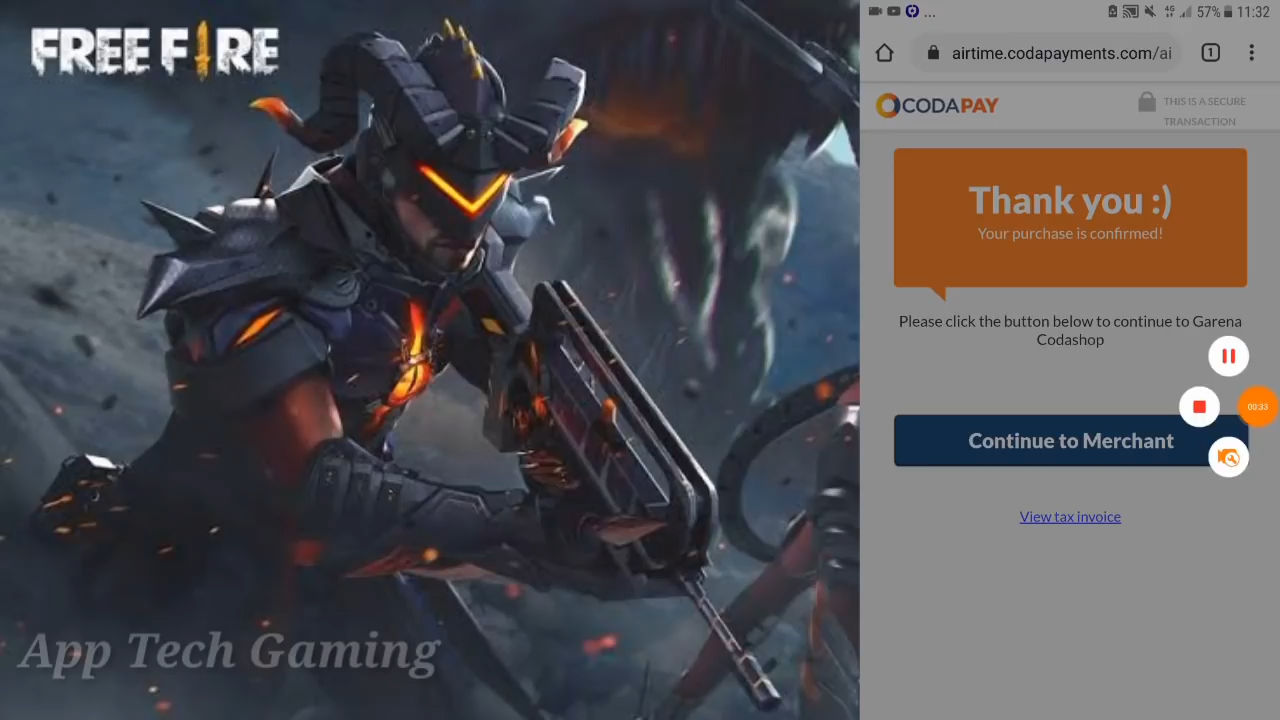 FREE FIRE
App Tech Gaming
... 4G 57% 11:32
airtime.codapayments.com/ai 1
CODAPAY
THIS IS A SECURE
TRANSACTION
Thank you :)
Your purchase is confirmed!
Please click the button below to continue to Garena
Codashop
00:33
Continue to Merchant
View tax invoice